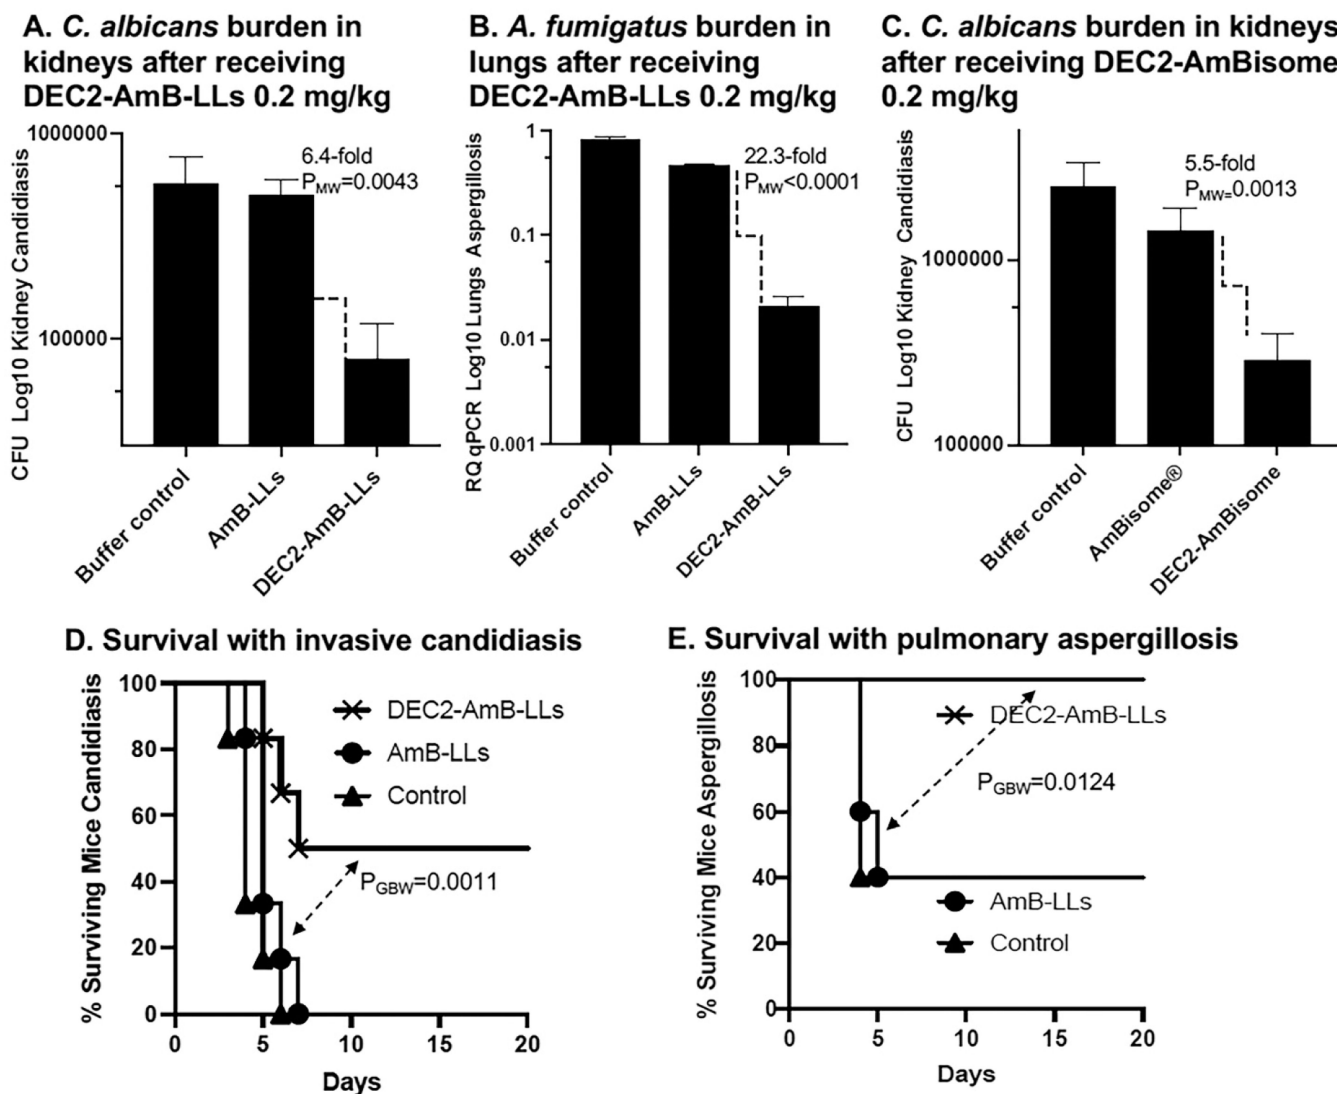 A. C. albicans burden in
kidneys after receiving
DEC2-AmB-LLs 0.2 mg/kg
CFU Log10 Kidney Candidiasis
1000000
100000
6.4-fold
PMW=0.0043
Buffer control
AmB-LLs
DEC2-AmB-LLs
B. A. fumigatus burden in
lungs after receiving
DEC2-AmB-LLs 0.2 mg/kg
RQ qPCR Log10 Lungs Aspergillosis
1
0.1
0.01
0.001
22.3-fold
PMW<0.0001
Buffer control
AmB-LLs
DEC2-AmB-LLs
C. C. albicans burden in kidneys
after receiving DEC2-AmBisome
0.2 mg/kg
CFU Log10 Kidney Candidiasis
1000000
100000
5.5-fold
PMW=0.0013
Buffer control
AmBisome®
DEC2-AmBisome
D. Survival with invasive candidiasis
% Surviving Mice Candidiasis
100
80
60
40
20
0
DEC2-AmB-LLs
AmB-LLs
Control
PGBW=0.0011
0 5 10 15 20
Days
E. Survival with pulmonary aspergillosis
% Surviving Mice Aspergillosis
100
80
60
40
20
0
DEC2-AmB-LLs
PGBW=0.0124
AmB-LLs
Control
0 5 10 15 20
Days